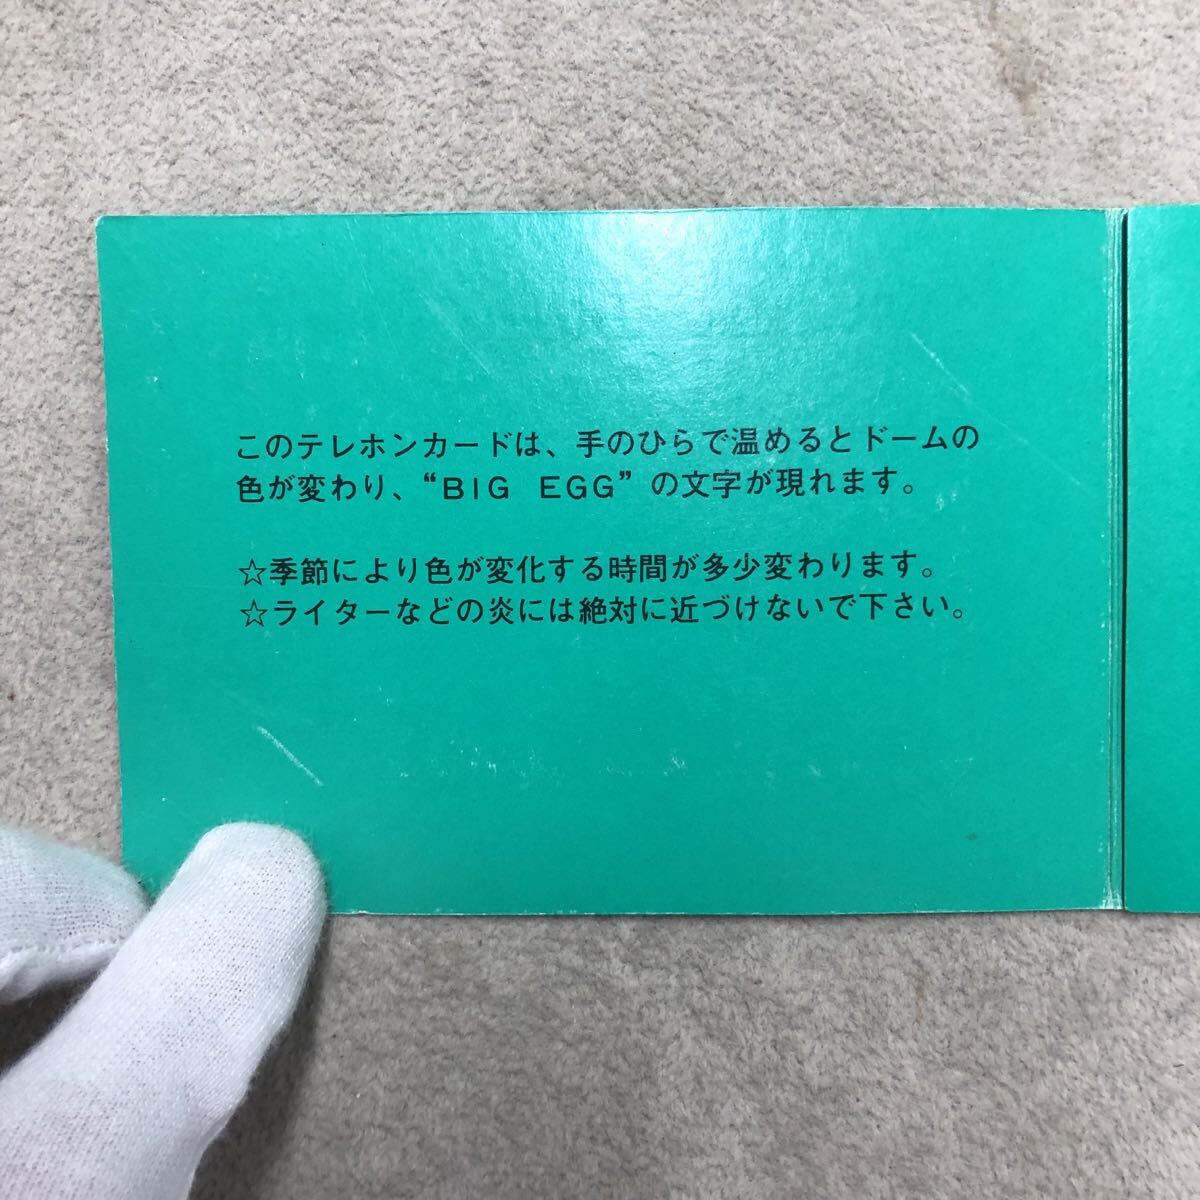 このテレホンカードは、手のひらで温めるとドームの
色が変わり、“BIG EGG”の文字が現れます。
☆季節により色が変化する時間が多少変わります。
☆ライターなどの炎には絶対に近づけないで下さい。